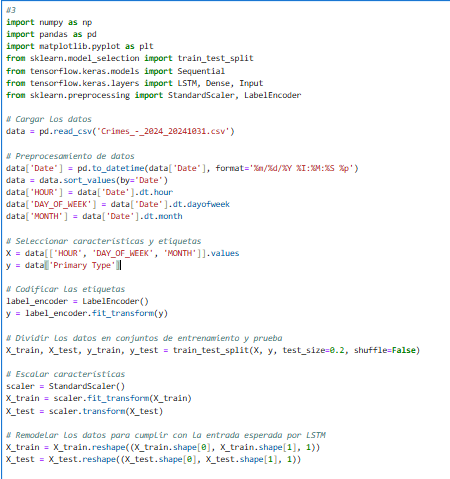 #3
import numpy as np
import pandas as pd
import matplotlib.pyplot as plt
from sklearn.model_selection import train_test_split
from tensorflow.keras.models import Sequential
from tensorflow.keras.layers import LSTM, Dense, Input
from sklearn.preprocessing import StandardScaler, LabelEncoder
# Cargar los datos
data = pd.read_csv('Crimes_-_2024_20241031.csv')
# Preprocesamiento de datos
data['Date'] = pd.to_datetime(data['Date'], format='%m/%d/%Y %I:%M:%S %p')
data = data.sort_values(by='Date')
data['HOUR'] = data['Date'].dt.hour
data['DAY_OF_WEEK'] = data['Date'].dt.dayofweek
data['MONTH'] = data['Date'].dt.month
# Seleccionar características y etiquetas
X = data[['HOUR', 'DAY_OF_WEEK', 'MONTH']].values
y = data['Primary Type']
# Codificar las etiquetas
label_encoder = LabelEncoder()
y = label_encoder.fit_transform(y)
# Dividir los datos en conjuntos de entrenamiento y prueba
X_train, X_test, y_train, y_test = train_test_split(X, y, test_size=0.2, shuffle=False)
# Escalar características
scaler = StandardScaler()
X_train = scaler.fit_transform(X_train)
X_test = scaler.transform(X_test)
# Remodelar los datos para cumplir con la entrada esperada por LSTM
X_train = X_train.reshape((X_train.shape[0], X_train.shape[1], 1))
X_test = X_test.reshape((X_test.shape[0], X_test.shape[1], 1))